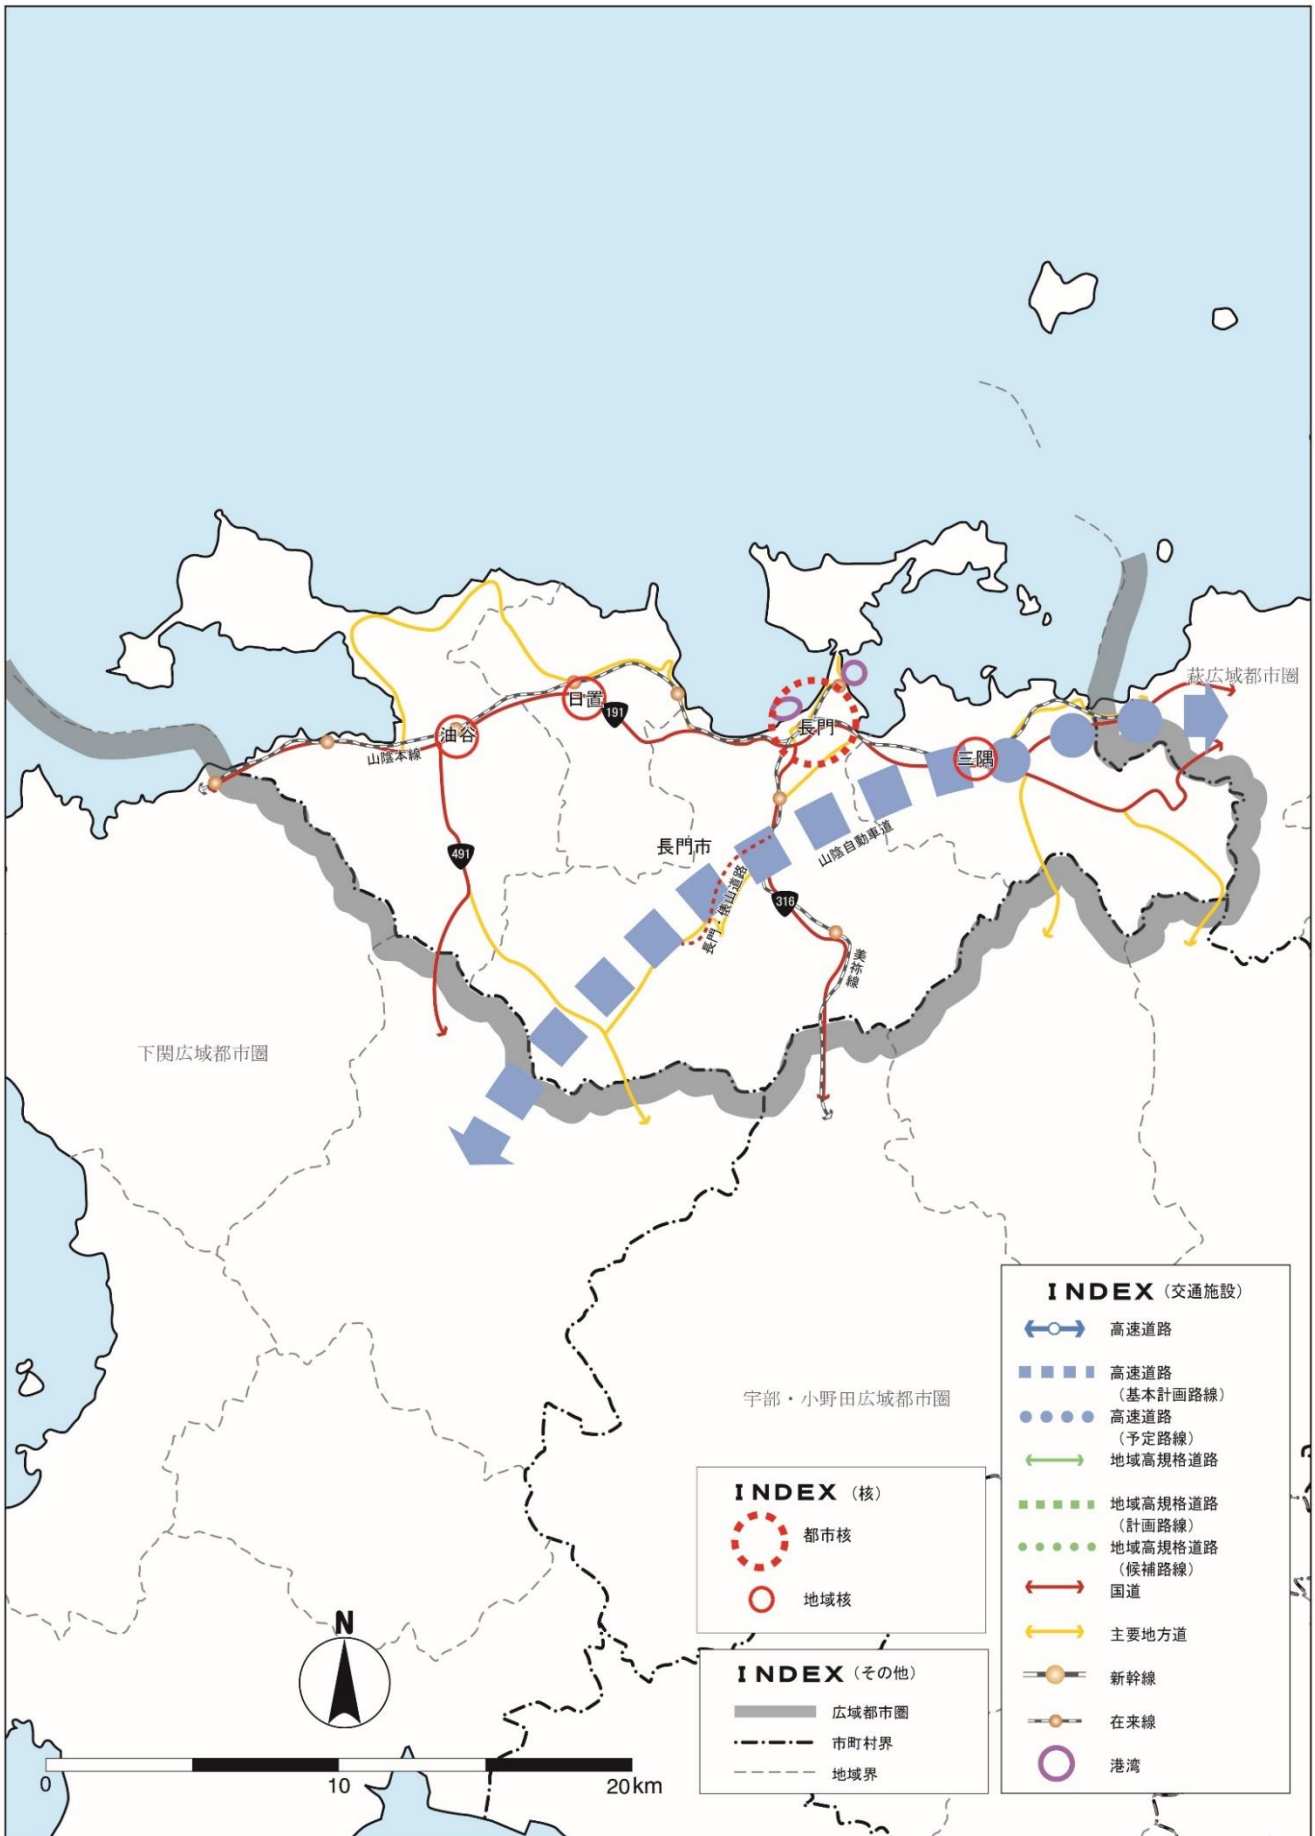 萩広域都市圏
日置
191
長門
油谷
山陰本線
三隅
長門市
山陰自動車道
491
長門・俵山道路
316
美祢線
下関広域都市圏
宇部・小野田広域都市圏
INDEX（交通施設）
高速道路
高速道路
（基本計画路線）
高速道路
（予定路線）
地域高規格道路
地域高規格道路
（計画路線）
地域高規格道路
（候補路線）
国道
主要地方道
新幹線
在来線
港湾
INDEX（核）
都市核
地域核
INDEX（その他）
広域都市圏
市町村界
地域界
N
0 10 20km